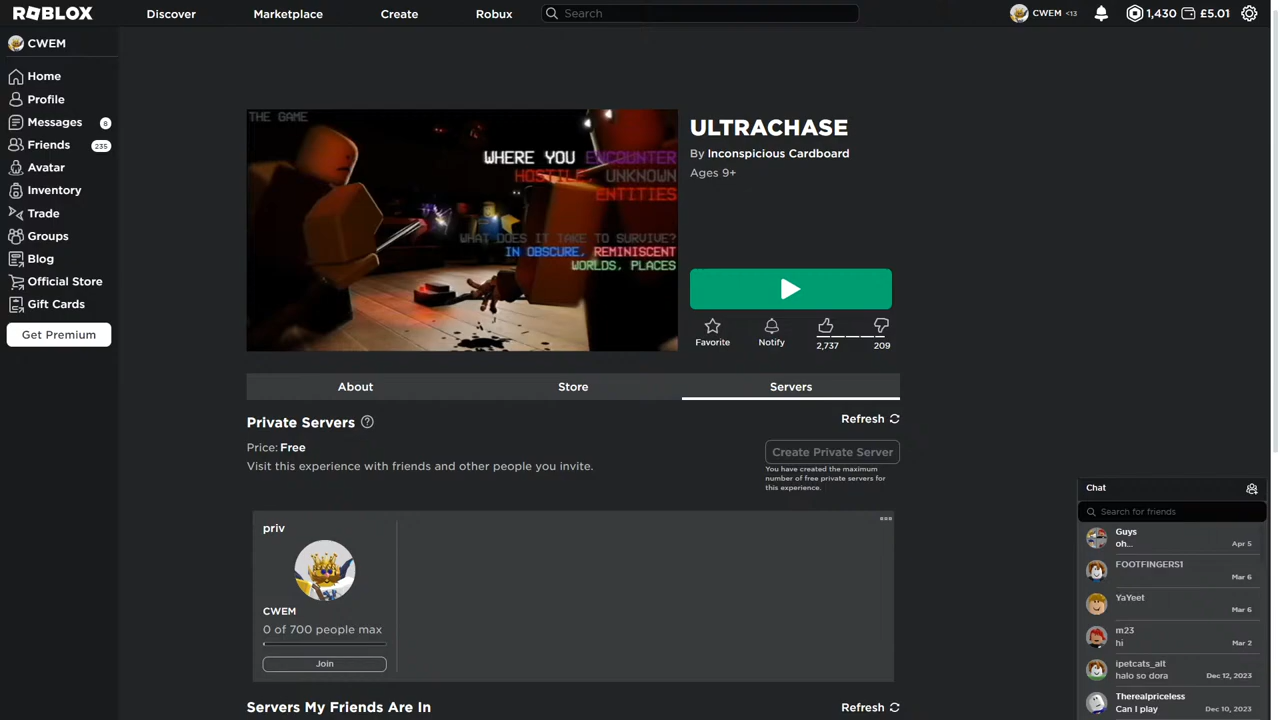 ROBLOX
Discover
Marketplace
Create
Robux
Search
CWEM <13
1,430
£5.01
CWEM
Home
Profile
Messages 8
Friends 235
Avatar
Inventory
Trade
Groups
Blog
Official Store
Gift Cards
Get Premium
THE GAME
WHERE YOU ENCOUNTER
HOSTILE, UNKNOWN
ENTITIES
WHAT DOES IT TAKE TO SURVIVE?
IN OBSCURE, REMINISCENT
WORLDS, PLACES
ULTRACHASE
By Inconspicious Cardboard
Ages 9+
Favorite
Notify
2,737
209
About
Store
Servers
Private Servers ?
Refresh
Price: Free
Visit this experience with friends and other people you invite.
Create Private Server
You have created the maximum
number of free private servers for
this experience.
priv
CWEM
0 of 700 people max
Join
Servers My Friends Are In
Refresh
Chat
Search for friends
Guys
oh...
Apr 5
FOOTFINGERS1
Mar 6
YaYeet
Mar 6
m23
hi
Mar 2
ipetcats_alt
halo so dora
Dec 12, 2023
Therealpriceless
Can I play
Dec 10, 2023